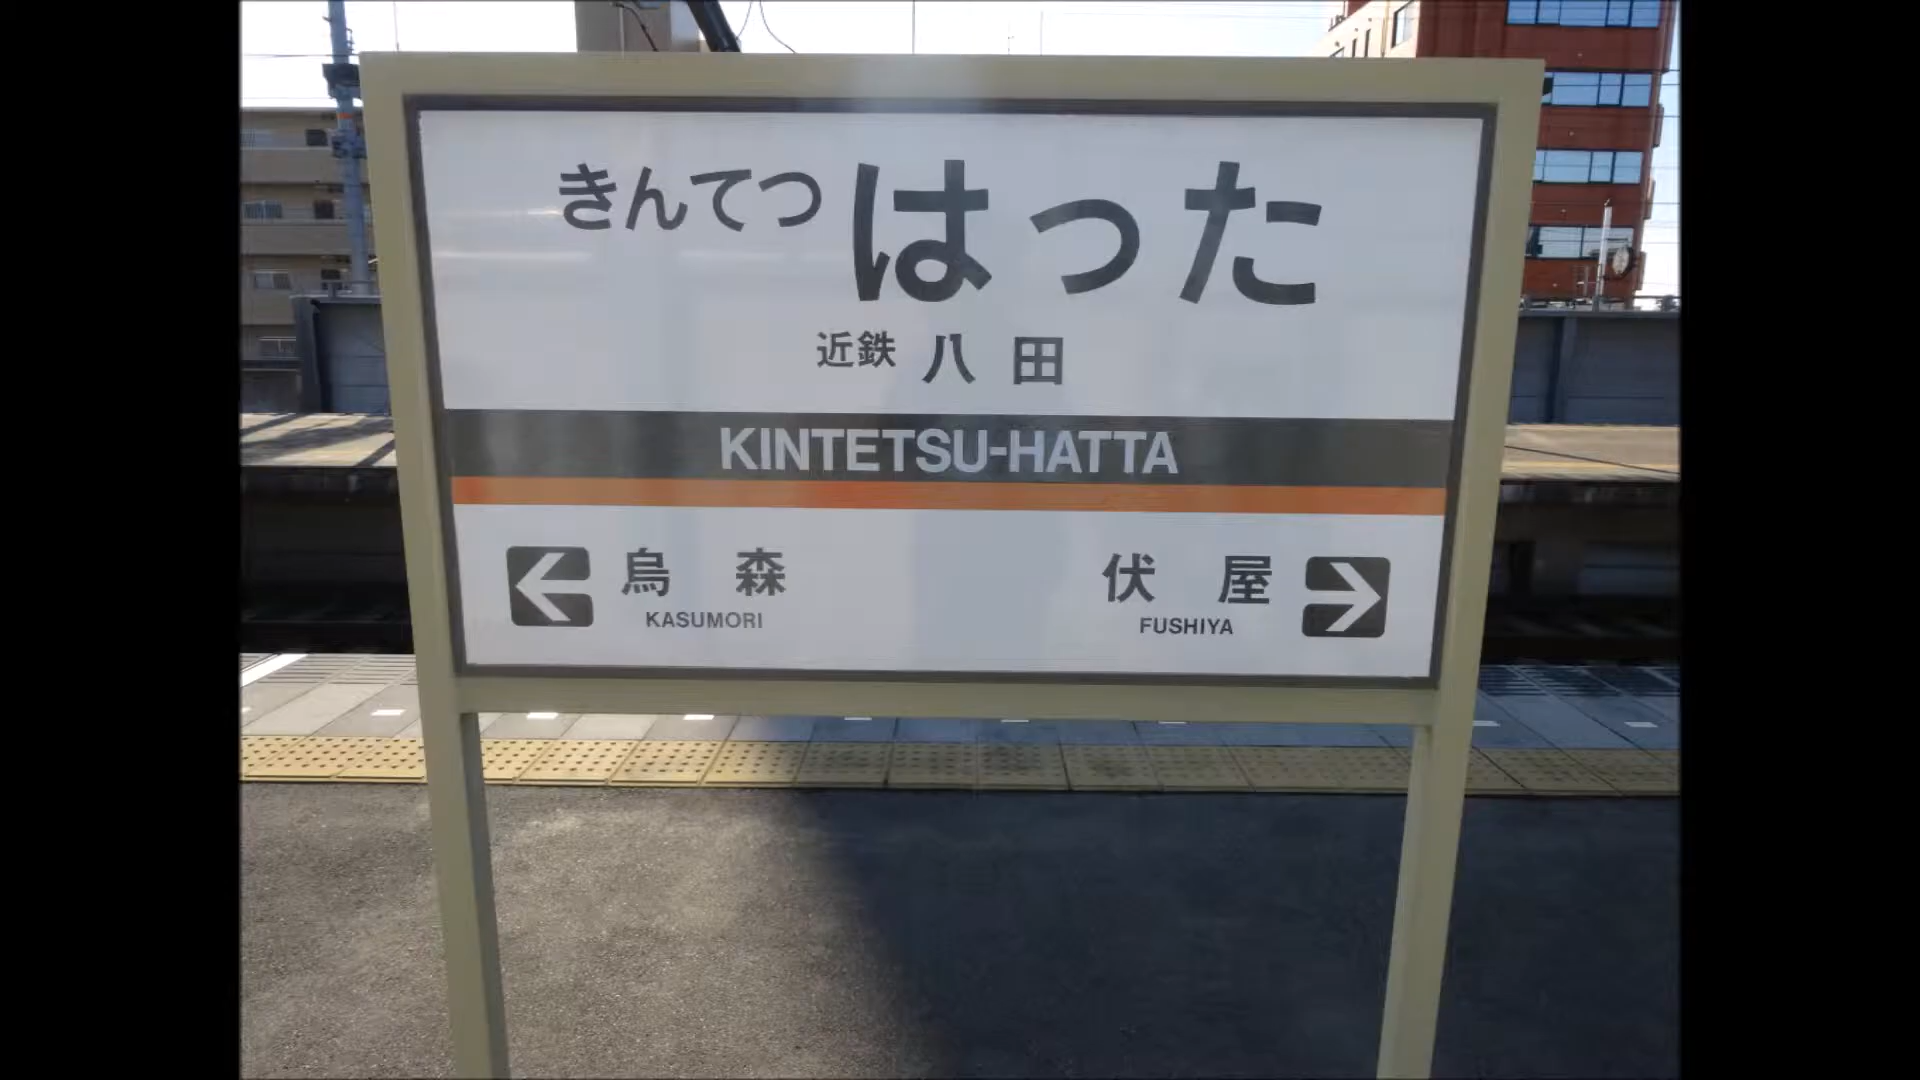 きんてつ はった
近鉄 八田
KINTETSU-HATTA
烏森 伏屋
KASUMORI FUSHIYA